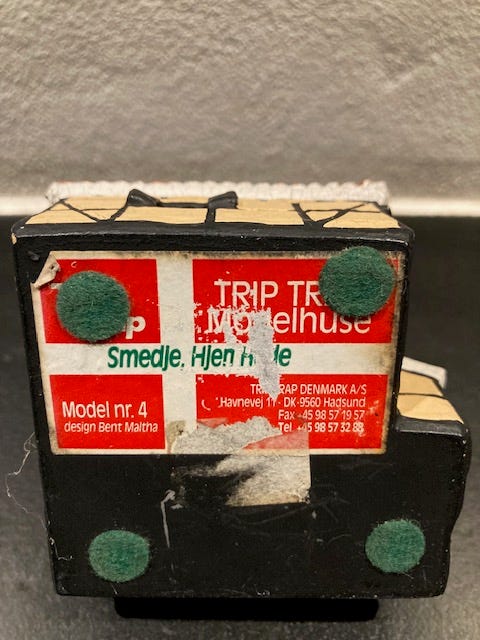 TRIP TR
Modelhuse
p
Smedje, Hjen
Model nr. 4
design Bent Maltha
TRIP TRAP DENMARK A/S
Havnevej 11 · DK-9560 Hadsund
Fax +45 98 57 19 57
Tel. +45 98 57 32 88